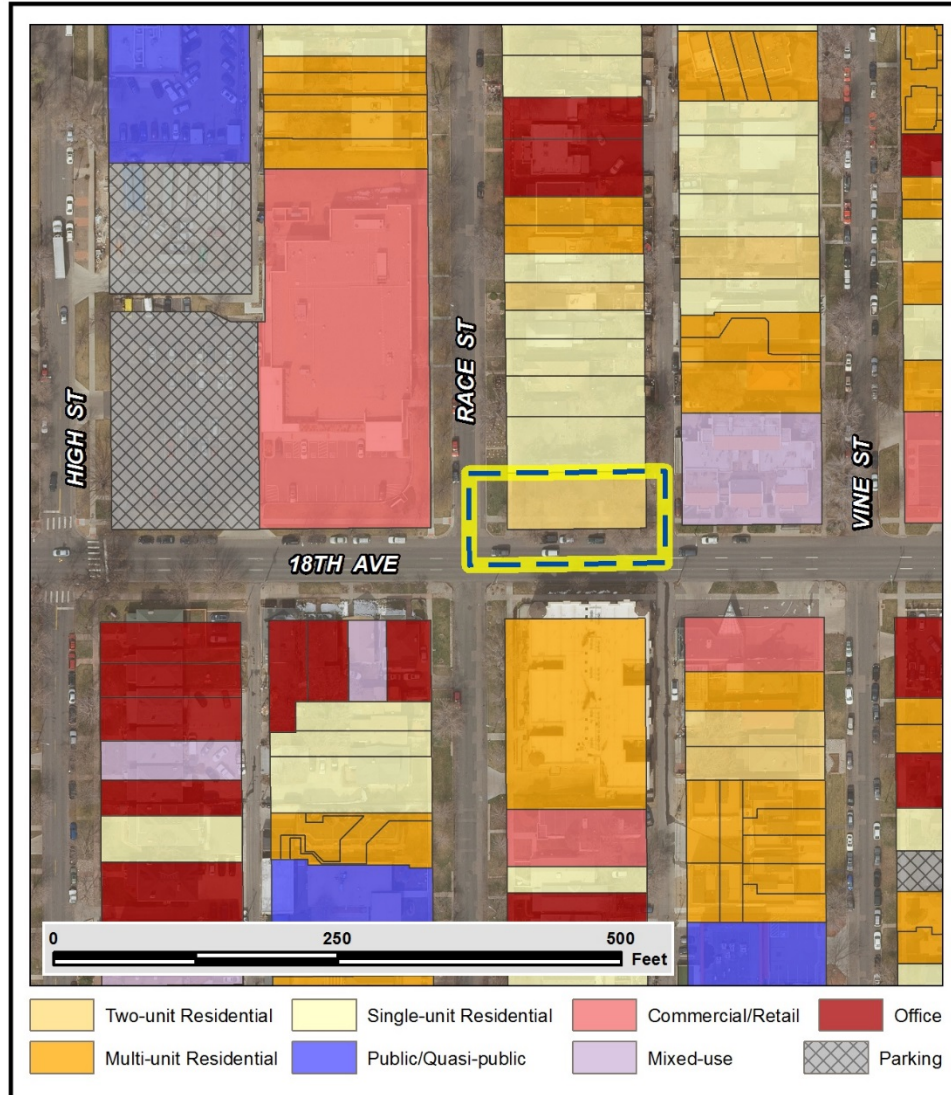 RACE ST
HIGH ST
VINE ST
18TH AVE
0 250 500
Feet
Two-unit Residential Single-unit Residential Commercial/Retail Office
Multi-unit Residential Public/Quasi-public Mixed-use Parking